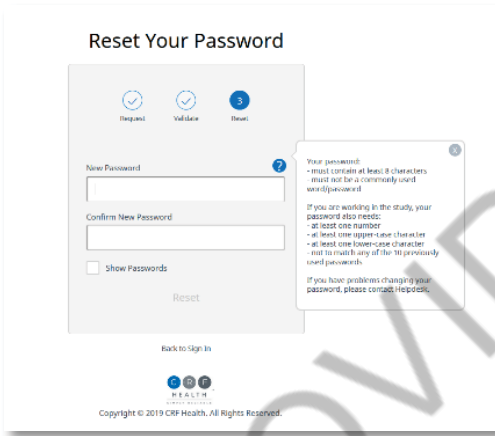 Reset Your Password
3
Request Validate Reset
New Password
?
Confirm New Password
Show Passwords
Reset
X
Your password:
- must contain at least 8 characters
- must not be a commonly used
word/password
If you are working in the study, your
password also needs:
- at least one number
- at least one upper-case character
- at least one lower-case character
- not to match any of the 10 previously
used passwords
If you have problems changing your
password, please contact Helpdesk.
Back to Sign In
C R F
HEALTH
Copyright © 2019 CRF Health. All Rights Reserved.
OVID